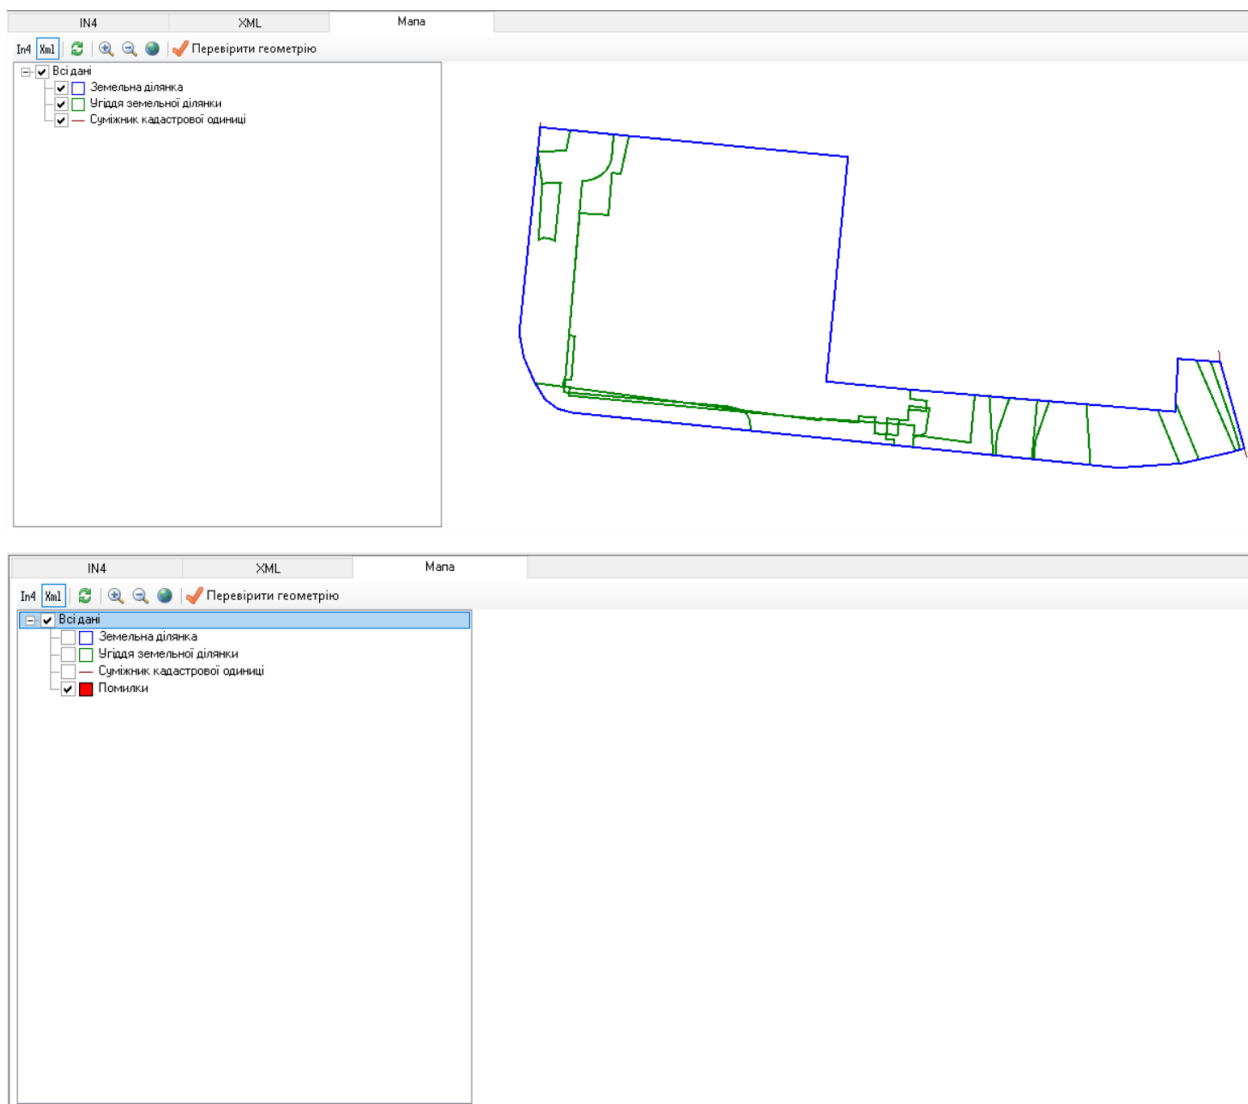 IN4 XML Мапа
In4 Xml Перевірити геометрію
Всі дані
Земельна ділянка
Угіддя земельної ділянки
Суміжник кадастрової одиниці
IN4 XML Мапа
In4 Xml Перевірити геометрію
Всі дані
Земельна ділянка
Угіддя земельної ділянки
Суміжник кадастрової одиниці
Помилки